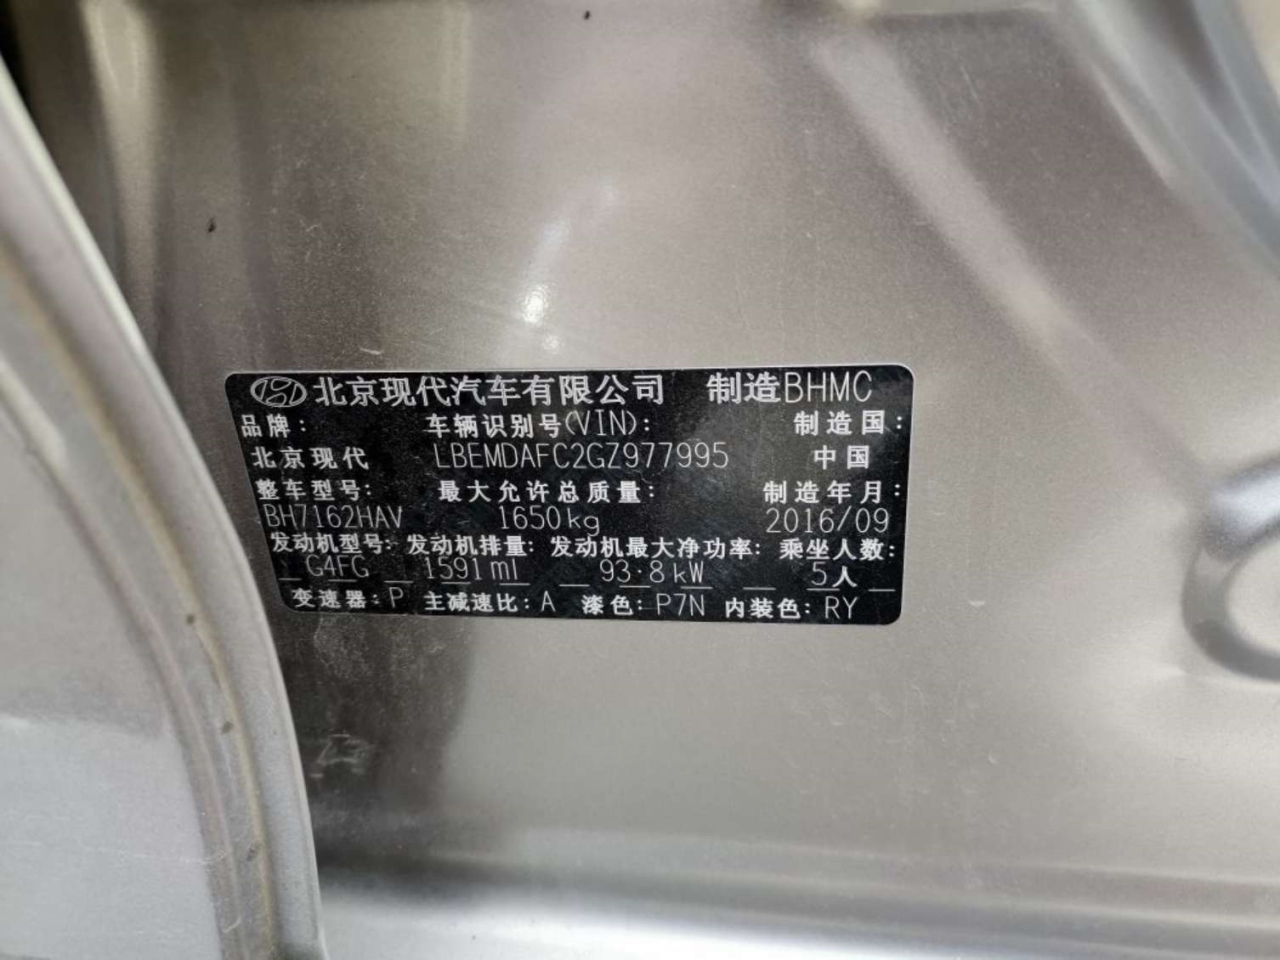 北京现代汽车有限公司 制造BHMC
品牌: 车辆识别号(VIN): 制造国:
北京现代 LBEMDAFC2GZ977995 中国
整车型号: 最大允许总质量: 制造年月:
BH7162HAV 1650kg 2016/09
发动机型号: 发动机排量: 发动机最大净功率: 乘坐人数:
G4FG 1591ml 93.8kW 5人
变速器: P 主减速比: A 漆色: P7N 内装色: RY